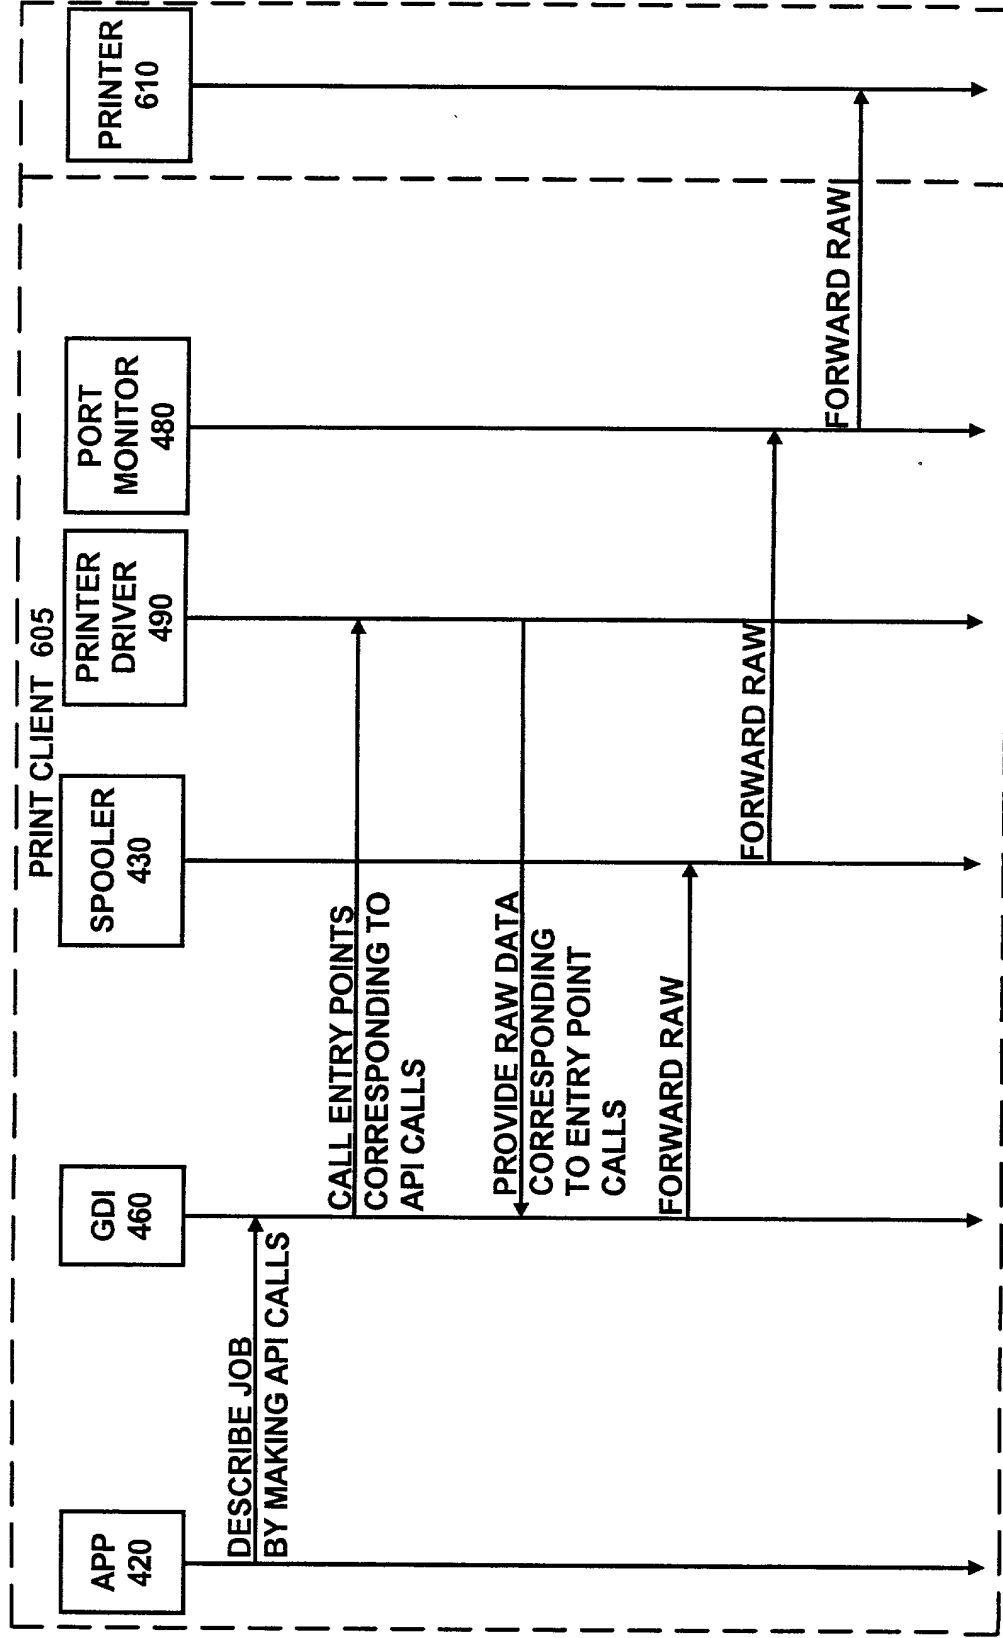 PRINT CLIENT 605
APP
420
GDI
460
SPOOLER
430
PRINTER
DRIVER
490
PORT
MONITOR
480
PRINTER
610
DESCRIBE JOB
BY MAKING API CALLS
CALL ENTRY POINTS
CORRESPONDING TO
API CALLS
PROVIDE RAW DATA
CORRESPONDING
TO ENTRY POINT
CALLS
FORWARD RAW
FORWARD RAW
FORWARD RAW